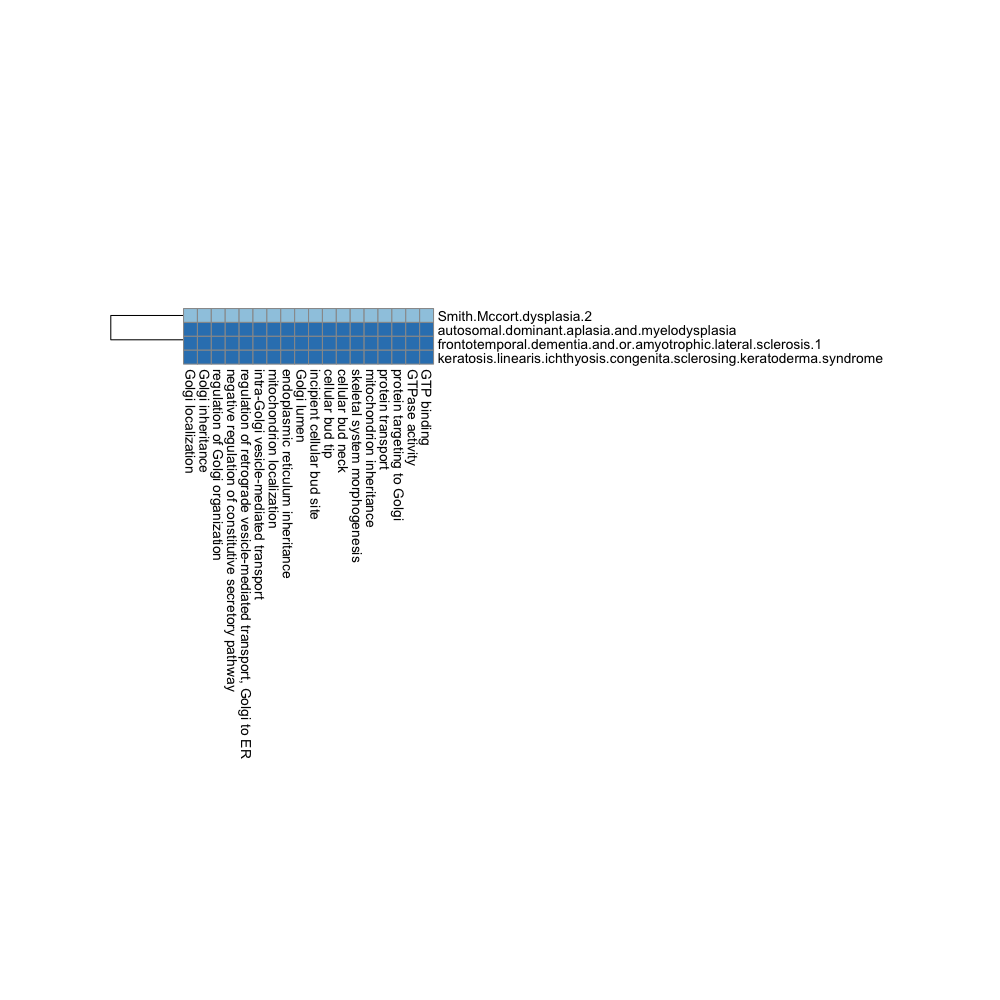 Smith.Mccort.dysplasia.2
autosomal.dominant.aplasia.and.myelodysplasia
frontotemporal.dementia.and.or.amyotrophic.lateral.sclerosis.1
keratosis.linearis.ichthyosis.congenita.sclerosing.keratoderma.syndrome
Golgi localization
Golgi inheritance
regulation of Golgi organization
negative regulation of constitutive secretory pathway
regulation of retrograde vesicle-mediated transport, Golgi to ER
intra-Golgi vesicle-mediated transport
mitochondrion localization
endoplasmic reticulum inheritance
Golgi lumen
incipient cellular bud site
cellular bud tip
cellular bud neck
skeletal system morphogenesis
mitochondrion inheritance
protein transport
protein targeting to Golgi
GTPase activity
GTP binding